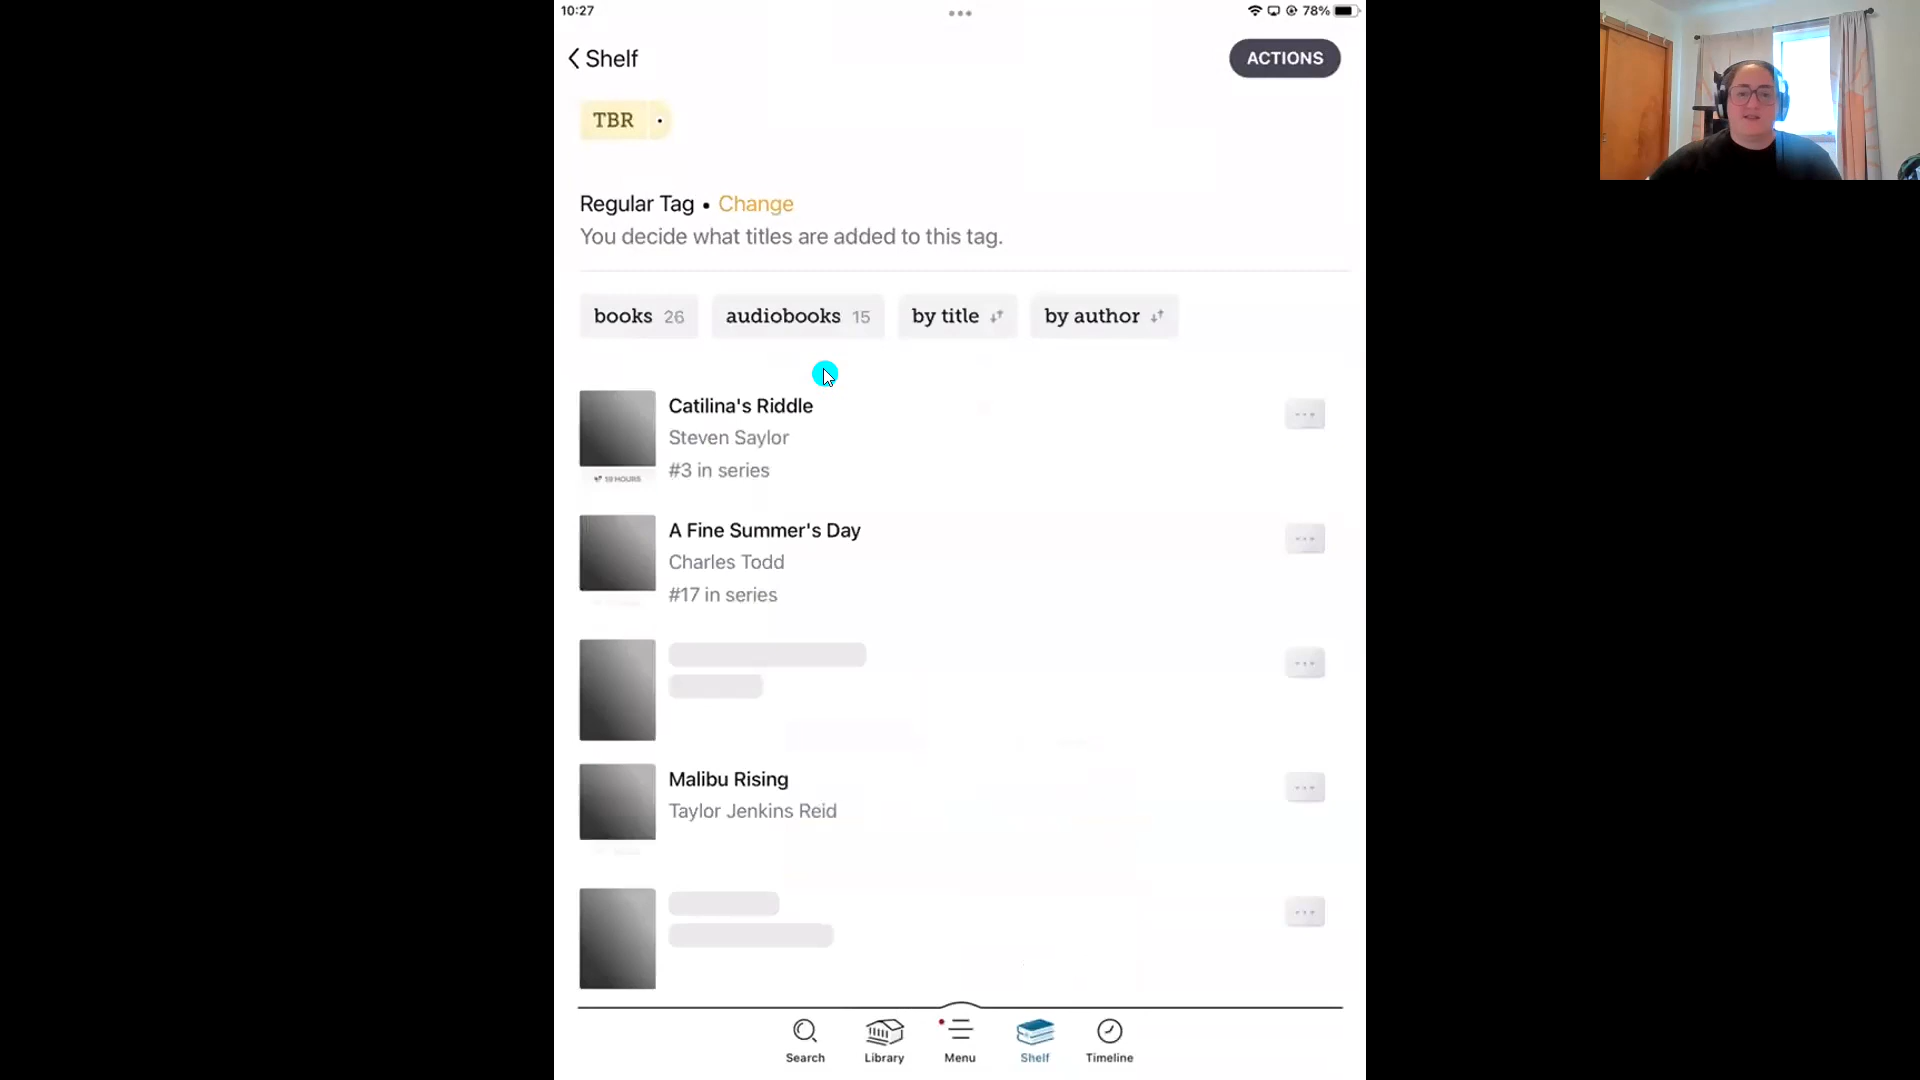 10:27
78%
Shelf
ACTIONS
TBR
Regular Tag • Change
You decide what titles are added to this tag.
books 26
audiobooks 15
by title
by author
Catilina's Riddle
Steven Saylor
#3 in series
19 HOURS
A Fine Summer's Day
Charles Todd
#17 in series
Malibu Rising
Taylor Jenkins Reid
Search
Library
Menu
Shelf
Timeline